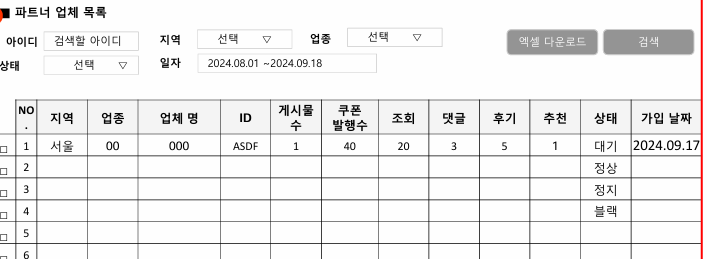 ■ 파트너 업체 목록
아이디 검색할 아이디 지역 선택 ▽ 업종 선택 ▽ 엑셀 다운로드 검색
상태 선택 ▽ 일자 2024.08.01 ~2024.09.18
NO. 지역 업종 업체 명 ID 게시물 수 쿠폰 발행수 조회 댓글 후기 추천 상태 가입 날짜
□ 1 서울 00 000 ASDF 1 40 20 3 5 1 대기 2024.09.17
□ 2 정상
□ 3 정지
□ 4 블랙
□ 5
6